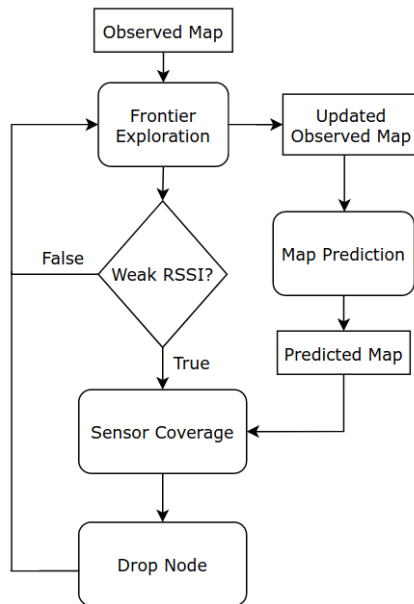 Observed Map
Frontier
Exploration
Updated
Observed Map
False
Weak RSSI?
Map Prediction
True
Predicted Map
Sensor Coverage
Drop Node